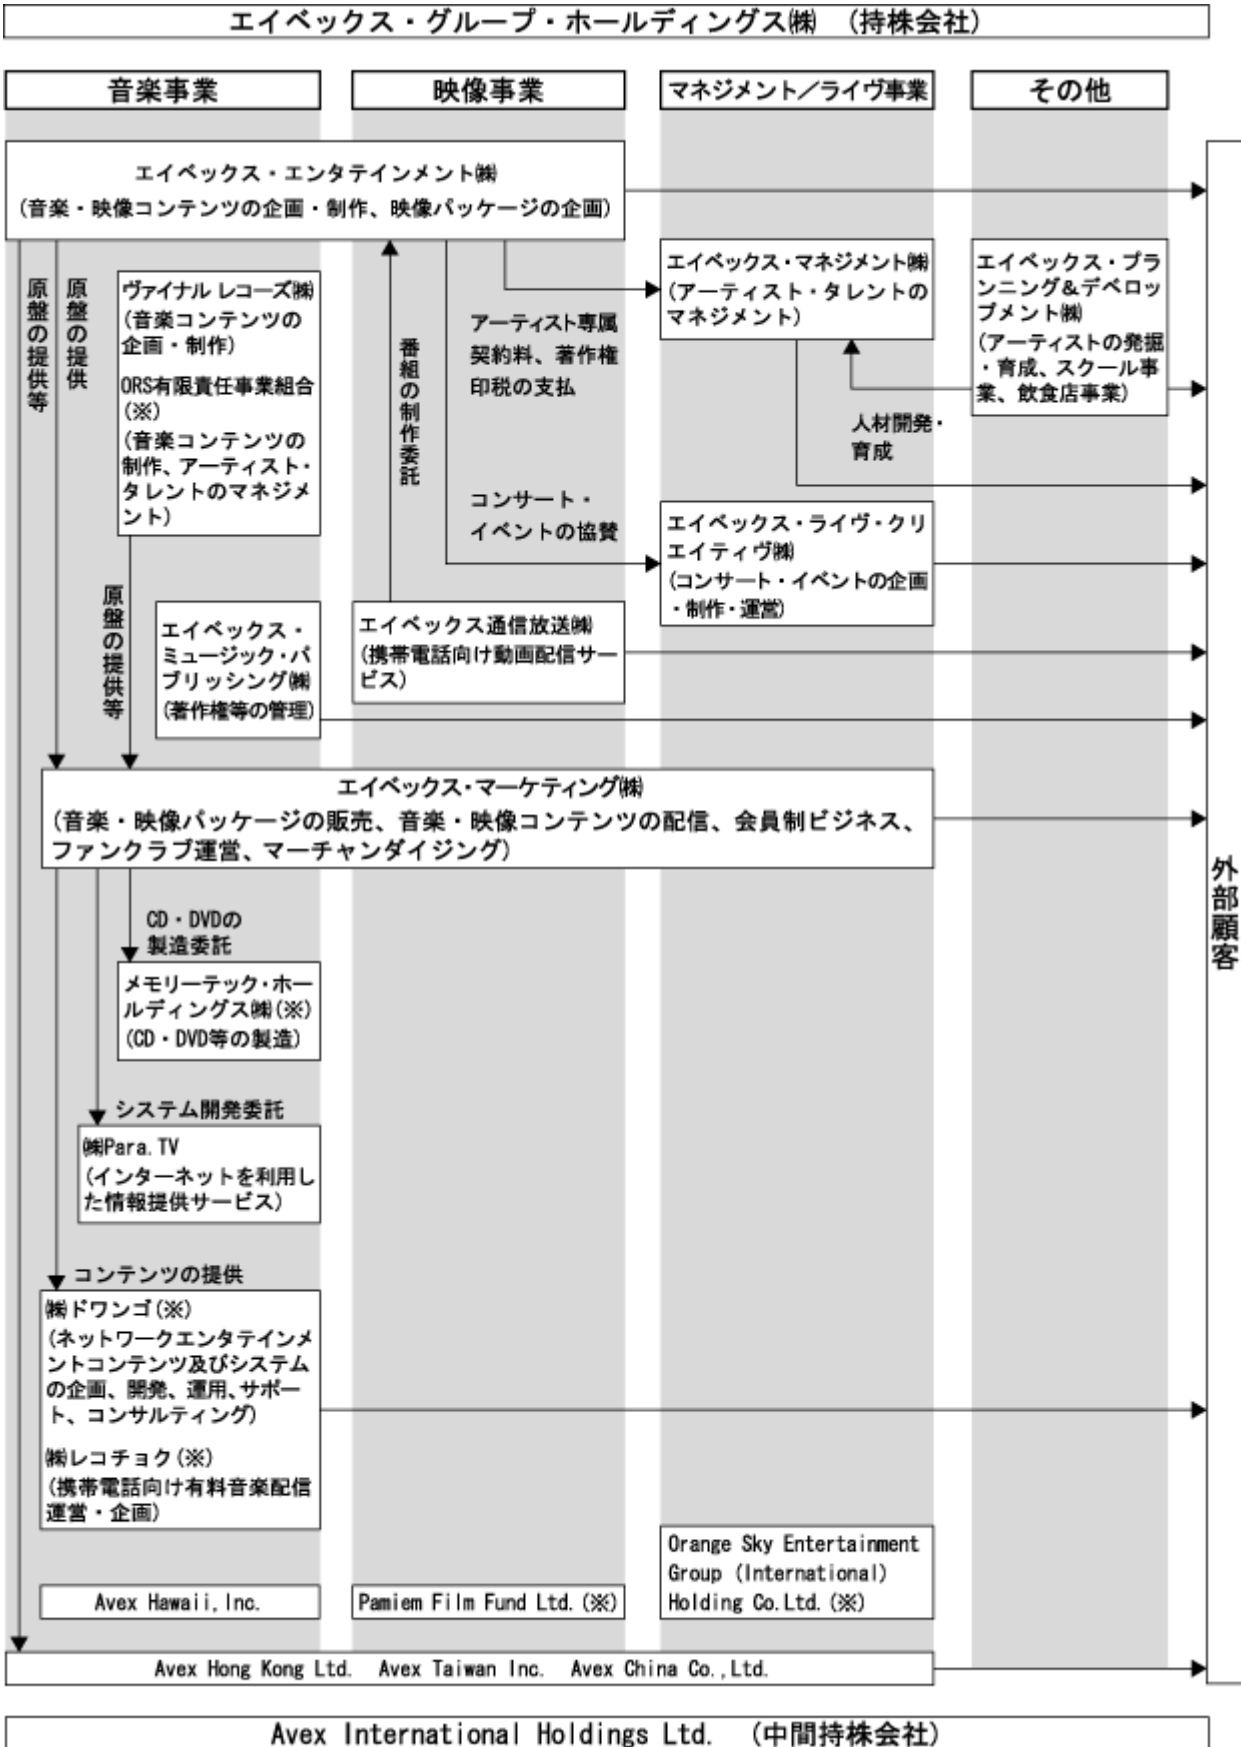 エイベックス・グループ・ホールディングス㈱　(持株会社)
音楽事業
映像事業
マネジメント／ライヴ事業
その他
エイベックス・エンタテインメント㈱
(音楽・映像コンテンツの企画・制作、映像パッケージの企画)
原盤の提供等
原盤の提供
ヴァイナル レコーズ㈱
(音楽コンテンツの
企画・制作)
ORS有限責任事業組合
(※)
(音楽コンテンツの
制作、アーティスト・
タレントのマネジメ
ント)
番組の制作委託
アーティスト専属
契約料、著作権
印税の支払
コンサート・
イベントの協賛
エイベックス・マネジメント㈱
(アーティスト・タレントの
マネジメント)
エイベックス・プラ
ンニング＆デベロッ
プメント㈱
(アーティストの発掘
・育成、スクール事
業、飲食店事業)
人材開発・
育成
エイベックス・ライヴ・クリ
エイティヴ㈱
(コンサート・イベントの企画
・制作・運営)
原盤の提供等
エイベックス・
ミュージック・パ
ブリッシング㈱
(著作権等の管理)
エイベックス通信放送㈱
(携帯電話向け動画配信サー
ビス)
エイベックス・マーケティング㈱
(音楽・映像パッケージの販売、音楽・映像コンテンツの配信、会員制ビジネス、
ファンクラブ運営、マーチャンダイジング)
外部顧客
CD・DVDの
製造委託
メモリーテック・ホー
ルディングス㈱(※)
(CD・DVD等の製造)
システム開発委託
㈱Para.TV
(インターネットを利用し
た情報提供サービス)
コンテンツの提供
㈱ドワンゴ(※)
(ネットワークエンタテインメ
ントコンテンツ及びシステム
の企画、開発、運用、サポー
ト、コンサルティング)
㈱レコチョク(※)
(携帯電話向け有料音楽配信
運営・企画)
Avex Hawaii,Inc.
Pamiem Film Fund Ltd.(※)
Orange Sky Entertainment
Group (International)
Holding Co.Ltd.(※)
Avex Hong Kong Ltd.　Avex Taiwan Inc.　Avex China Co.,Ltd.
Avex International Holdings Ltd.　(中間持株会社)